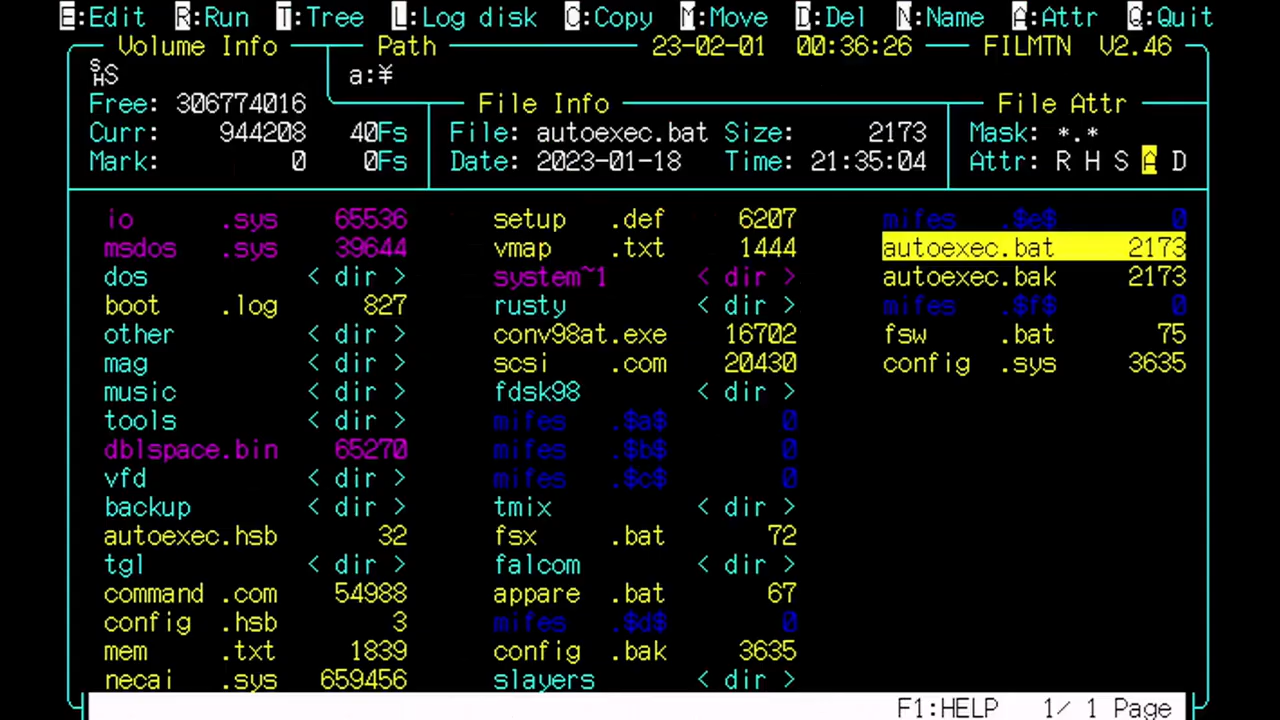 E:Edit R:Run T:Tree L:Log disk C:Copy M:Move D:Del N:Name A:Attr Q:Quit
Volume Info Path 23-02-01 00:36:26 FILMTN V2.46
S a:¥
Free: 306774016 File Info File Attr
Curr: 944208 40Fs File: autoexec.bat Size: 2173 Mask: *.*
Mark: 0 0Fs Date: 2023-01-18 Time: 21:35:04 Attr: R H S A D
io .sys 65536 setup .def 6207 mifes .$e$ 0
msdos .sys 39644 vmap .txt 1444 autoexec.bat 2173
dos < dir > system~1 < dir > autoexec.bak 2173
boot .log 827 rusty < dir > mifes .$f$ 0
other < dir > conv98at.exe 16702 fsw .bat 75
mag < dir > scsi .com 20430 config .sys 3635
music < dir > fdsk98 < dir >
tools < dir > mifes .$a$ 0
dblspace.bin 65270 mifes .$b$ 0
vfd < dir > mifes .$c$ 0
backup < dir > tmix < dir >
autoexec.hsb 32 fsx .bat 72
tgl < dir > falcom < dir >
command .com 54988 appare .bat 67
config .hsb 3 mifes .$d$ 0
mem .txt 1839 config .bak 3635
necai .sys 659456 slayers < dir >
F1:HELP 1/ 1 Page